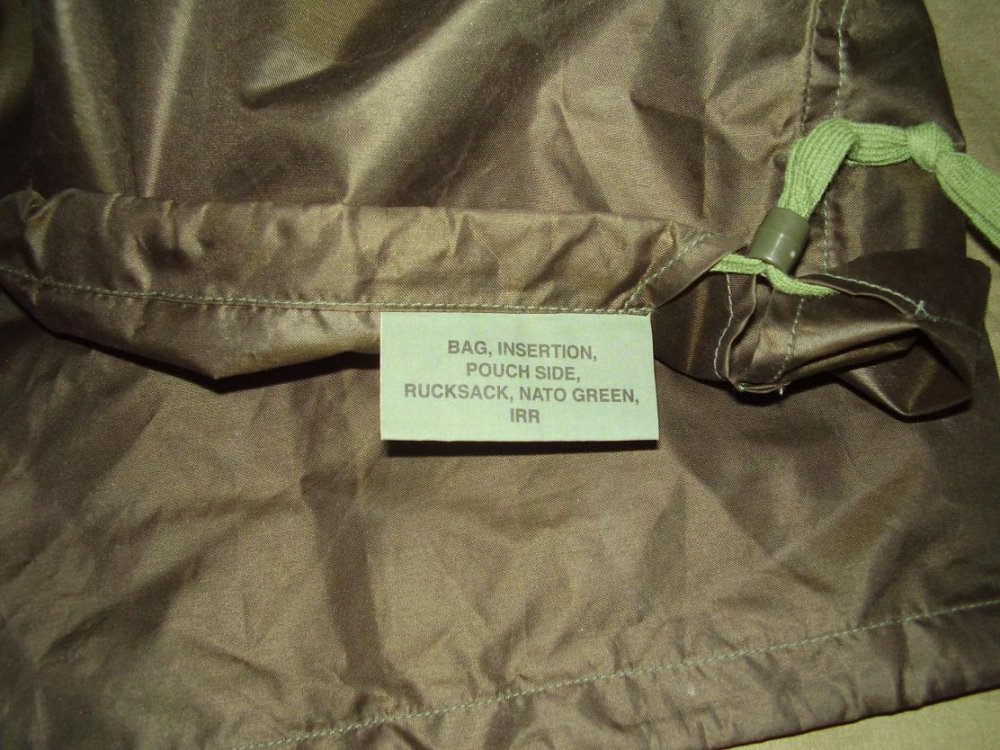 BAG, INSERTION,
POUCH SIDE,
RUCKSACK, NATO GREEN,
IRR